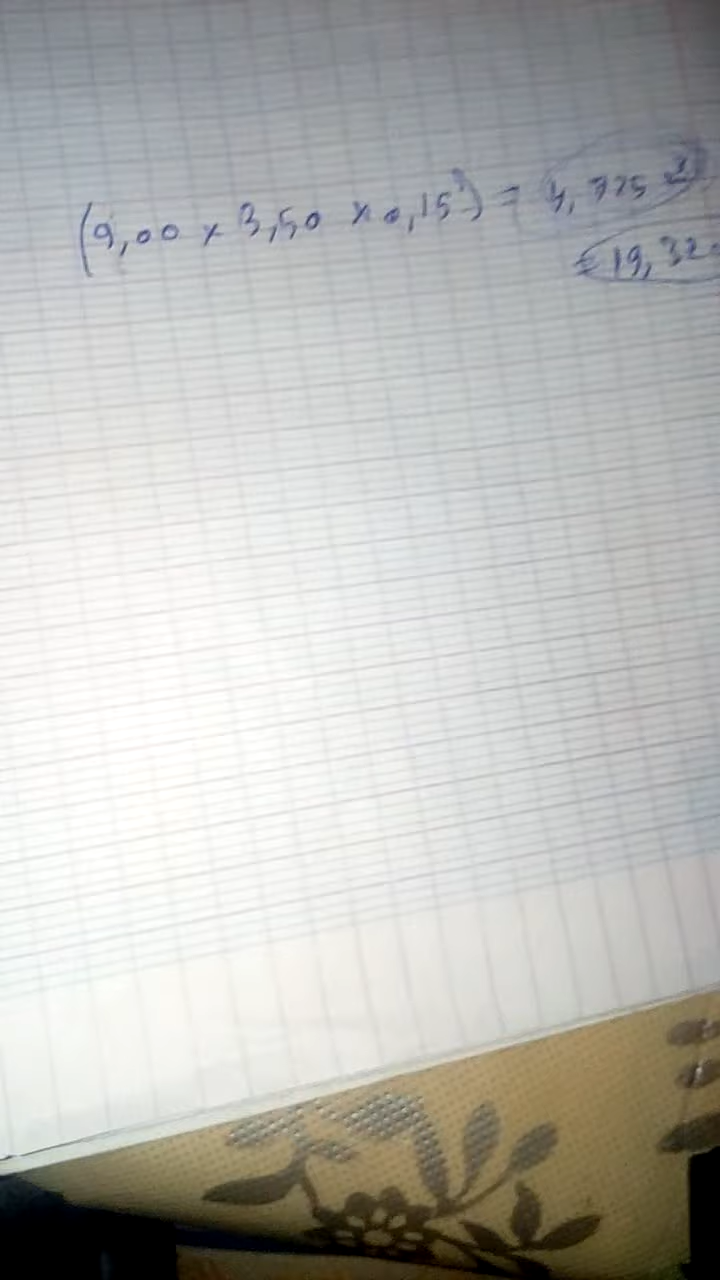 (9,00 x 3,50 x 0,15) = 4,725
19,32